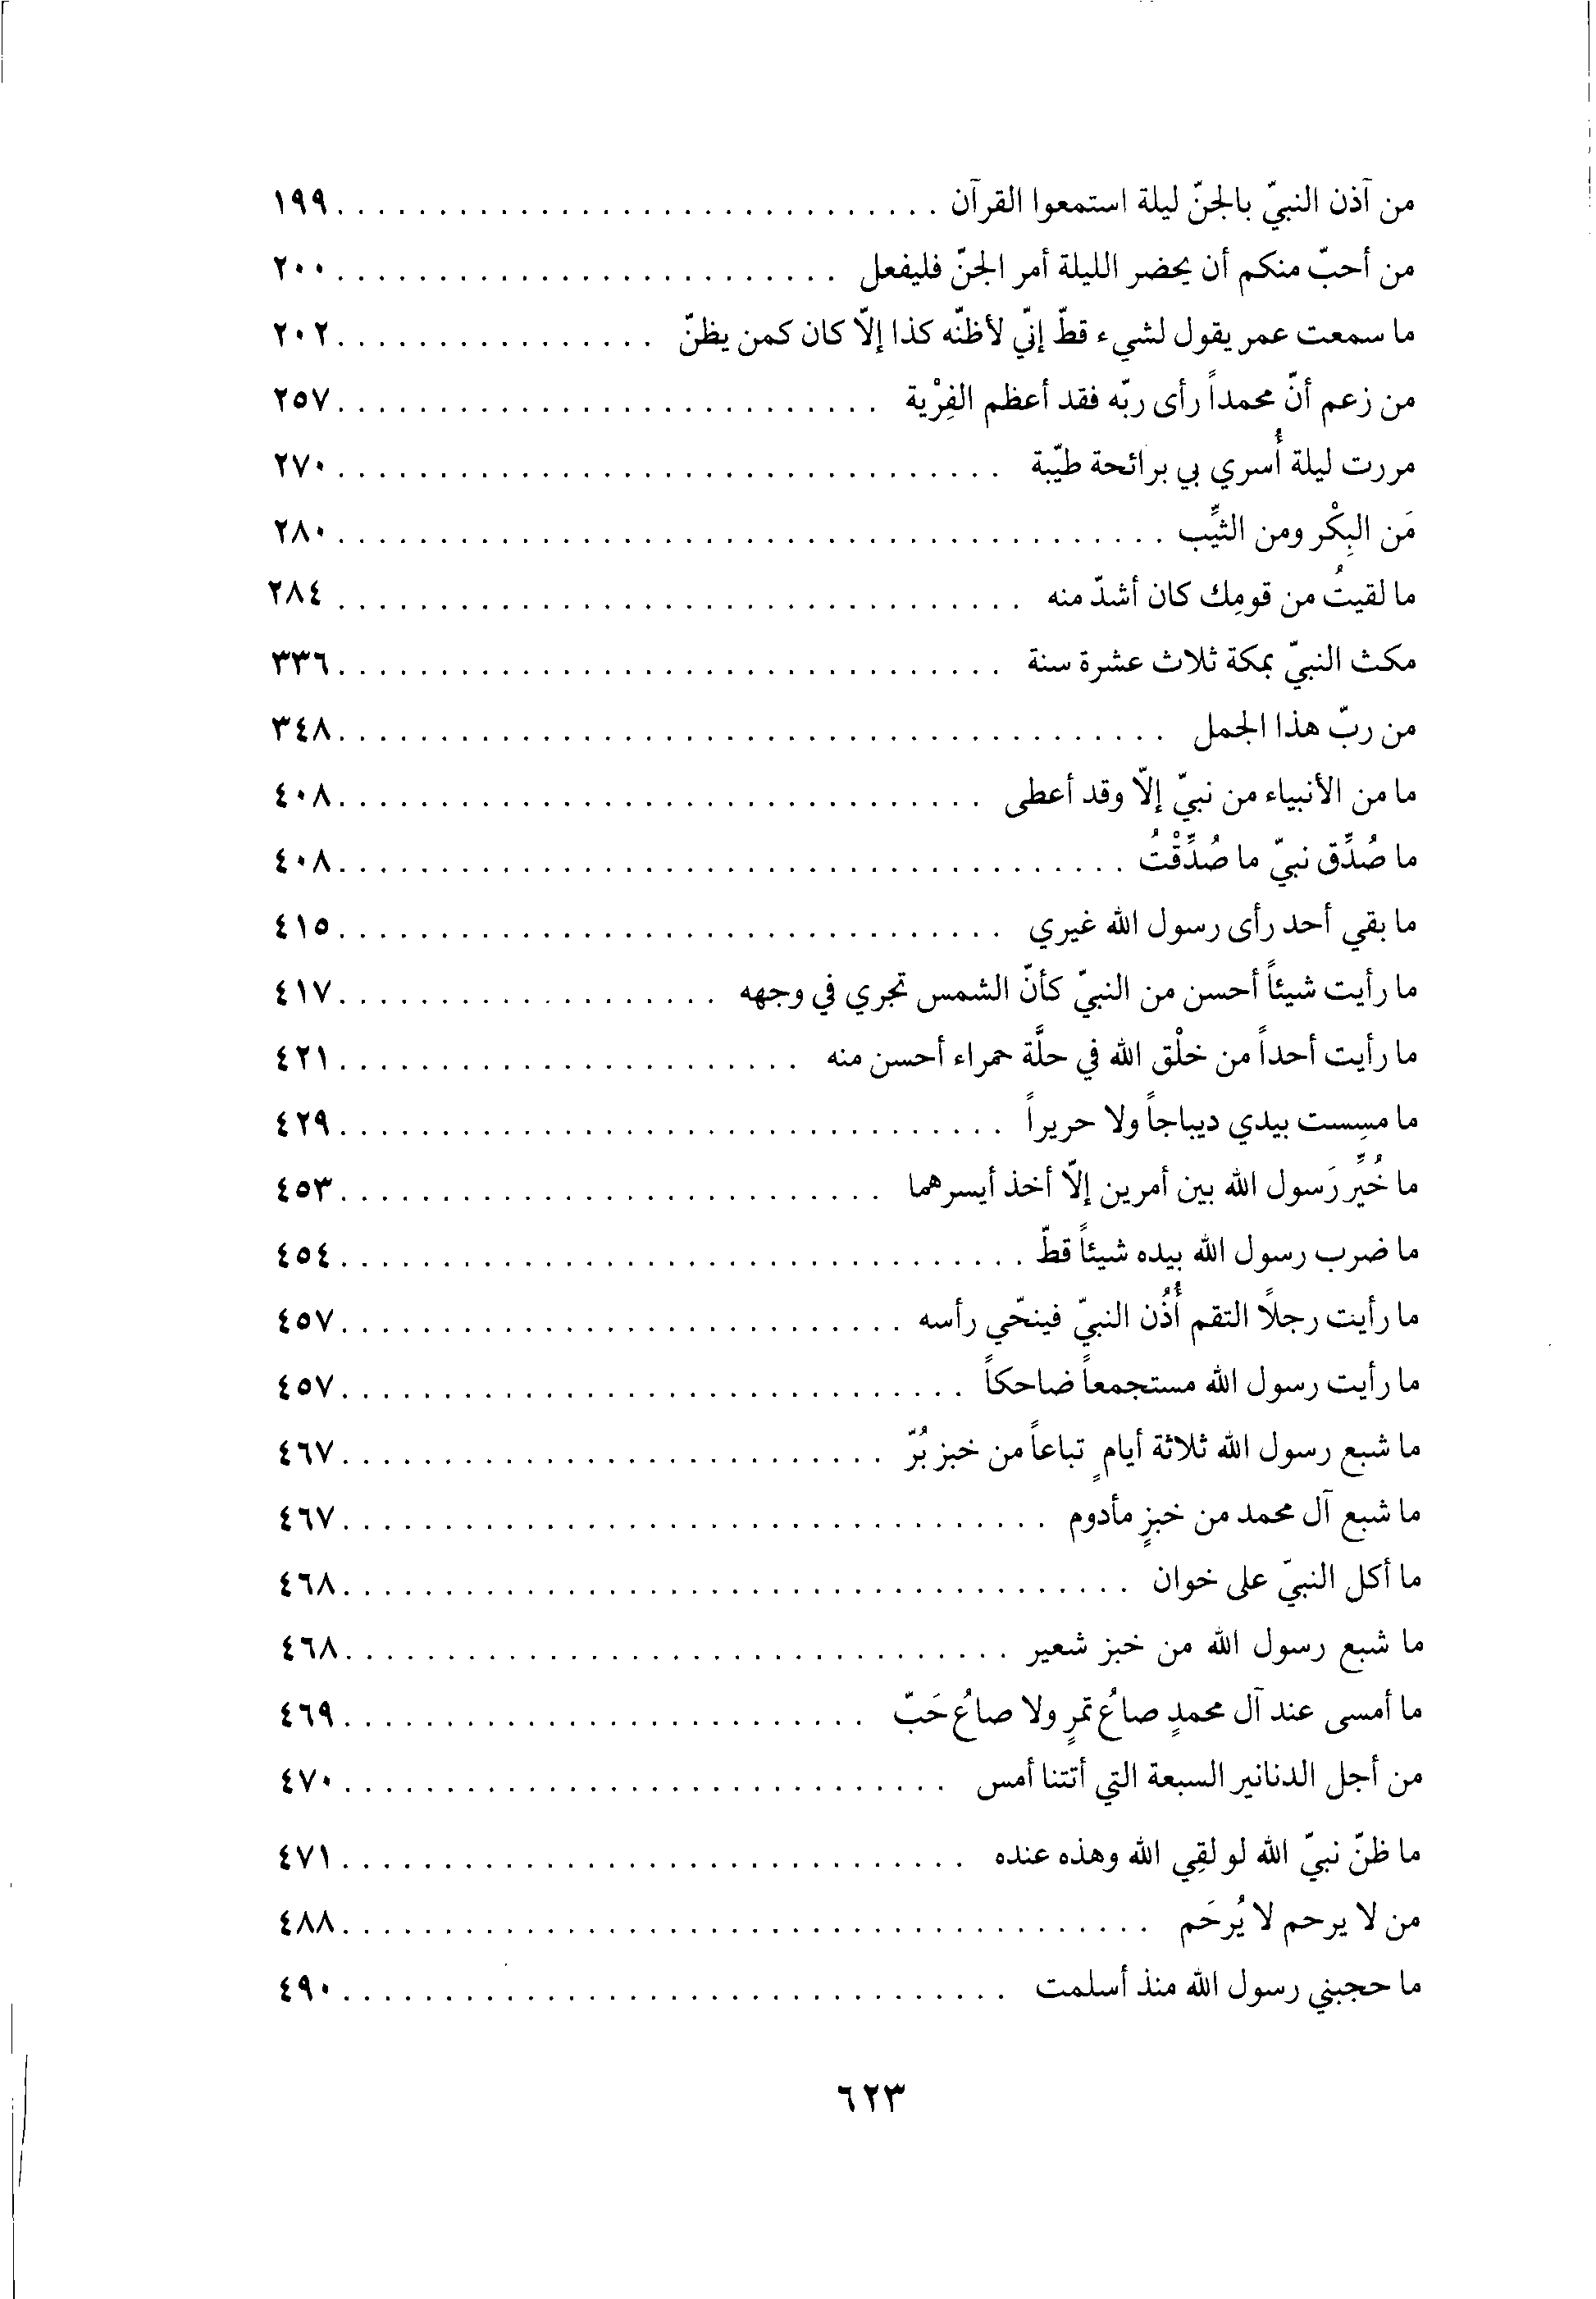 من آذن النبيّ بالجنّ ليلة استمعوا القرآن . . . . . . . . . . . . . . . . . . . . . . . . . . . . . ١٩٩
من أحبّ منكم أن يحضر الليلة أمر الجنّ فليفعل . . . . . . . . . . . . . . . . . . . . . . . . . ٢٠٠
ما سمعت عمر يقول لشيء قطّ إنّي لأظنّه كذا إلّا كان كمن يظنّ . . . . . . . . . . . . . . . . ٢٠٢
من زعم أنّ محمداً رأى ربّه فقد أعظم الفِرْية . . . . . . . . . . . . . . . . . . . . . . . . . . . ٢٥٧
مررت ليلة أُسري بي برائحة طيّبة . . . . . . . . . . . . . . . . . . . . . . . . . . . . . . . . . ٢٧٠
مَن البِكْر ومن الثيِّب . . . . . . . . . . . . . . . . . . . . . . . . . . . . . . . . . . . . . . . . . ٢٨٠
ما لقيتُ من قومِك كان أشدّ منه . . . . . . . . . . . . . . . . . . . . . . . . . . . . . . . . . . ٢٨٤
مكث النبيّ بمكة ثلاث عشرة سنة . . . . . . . . . . . . . . . . . . . . . . . . . . . . . . . . . ٣٣٦
من ربّ هذا الجمل . . . . . . . . . . . . . . . . . . . . . . . . . . . . . . . . . . . . . . . . . ٣٤٨
ما من الأنبياء من نبيّ إلّا وقد أعطى . . . . . . . . . . . . . . . . . . . . . . . . . . . . . . . . ٤٠٨
ما صُدِّق نبيّ ما صُدِّقْتُ . . . . . . . . . . . . . . . . . . . . . . . . . . . . . . . . . . . . . . . ٤٠٨
ما بقي أحد رأى رسول الله غيري . . . . . . . . . . . . . . . . . . . . . . . . . . . . . . . . . ٤١٥
ما رأيت شيئاً أحسن من النبيّ كأنّ الشمس تجري في وجهه . . . . . . . . . . . . . . . . . . . ٤١٧
ما رأيت أحداً من خلْق الله في حلَّة حمراء أحسن منه . . . . . . . . . . . . . . . . . . . . . . . ٤٢١
ما مسِست بيدي ديباجاً ولا حريراً . . . . . . . . . . . . . . . . . . . . . . . . . . . . . . . . . ٤٢٩
ما خُيِّر رَسول الله بين أمرين إلّا أخذ أيسرهما . . . . . . . . . . . . . . . . . . . . . . . . . . . ٤٥٣
ما ضرب رسول الله بيده شيئاً قطّ . . . . . . . . . . . . . . . . . . . . . . . . . . . . . . . . . . ٤٥٤
ما رأيت رجلاً التقم أُذُن النبيّ فينحّي رأسه . . . . . . . . . . . . . . . . . . . . . . . . . . . . ٤٥٧
ما رأيت رسول الله مستجمعاً ضاحكاً . . . . . . . . . . . . . . . . . . . . . . . . . . . . . . . ٤٥٧
ما شبع رسول الله ثلاثة أيامٍ تباعاً من خبز بُرّ . . . . . . . . . . . . . . . . . . . . . . . . . . . ٤٦٧
ما شبع آل محمد من خبزٍ مأدوم . . . . . . . . . . . . . . . . . . . . . . . . . . . . . . . . . . . ٤٦٧
ما أكل النبيّ على خوان . . . . . . . . . . . . . . . . . . . . . . . . . . . . . . . . . . . . . . . ٤٦٨
ما شبع رسول الله من خبز شعير . . . . . . . . . . . . . . . . . . . . . . . . . . . . . . . . . ٤٦٨
ما أمسى عند آل محمدٍ صاعُ تمرٍ ولا صاعُ حَبّ . . . . . . . . . . . . . . . . . . . . . . . . . . ٤٦٩
من أجل الدنانير السبعة التي أتتنا أمس . . . . . . . . . . . . . . . . . . . . . . . . . . . . . . ٤٧٠
ما ظنّ نبيّ الله لو لقِي الله وهذه عنده . . . . . . . . . . . . . . . . . . . . . . . . . . . . . . . ٤٧١
من لا يرحم لا يُرحَم . . . . . . . . . . . . . . . . . . . . . . . . . . . . . . . . . . . . . . . . ٤٨٨
ما حجبني رسول الله منذ أسلمت . . . . . . . . . . . . . . . . . . . . . . . . . . . . . . . . . ٤٩٠
٦٢٣